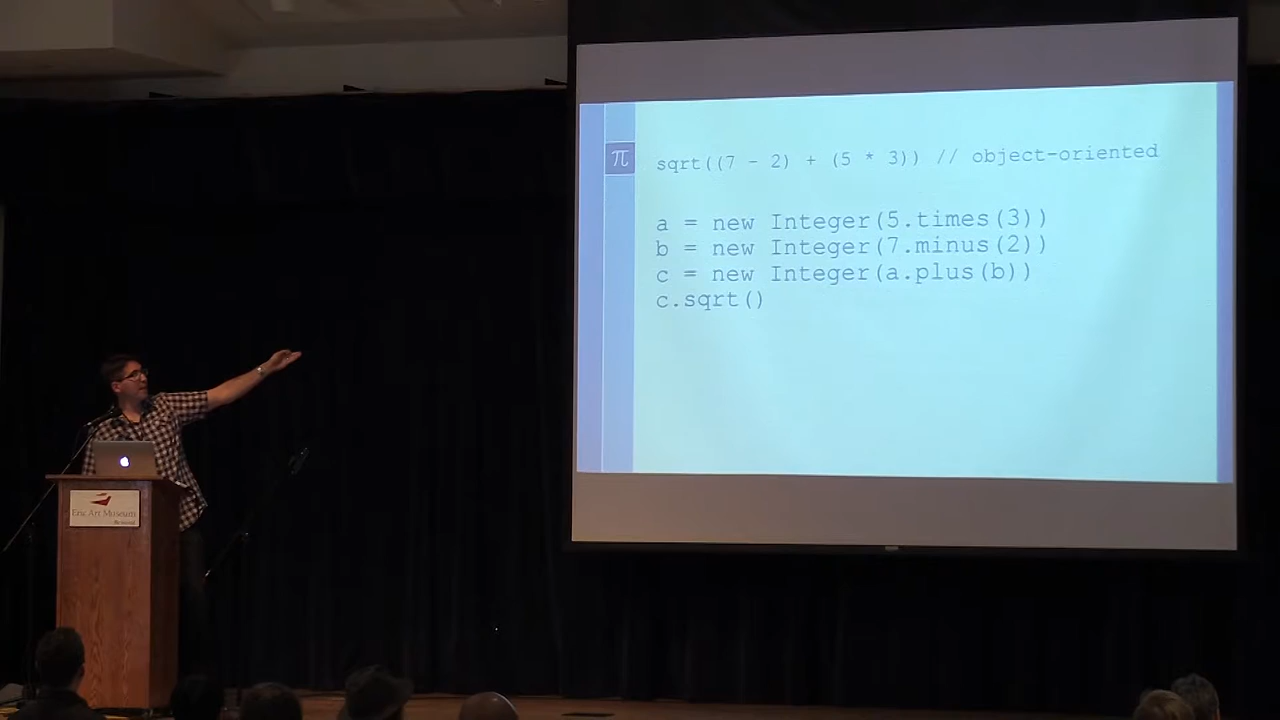 π
sqrt((7 - 2) + (5 * 3)) // object-oriented
a = new Integer(5.times(3))
b = new Integer(7.minus(2))
c = new Integer(a.plus(b))
c.sqrt()
Art Museum